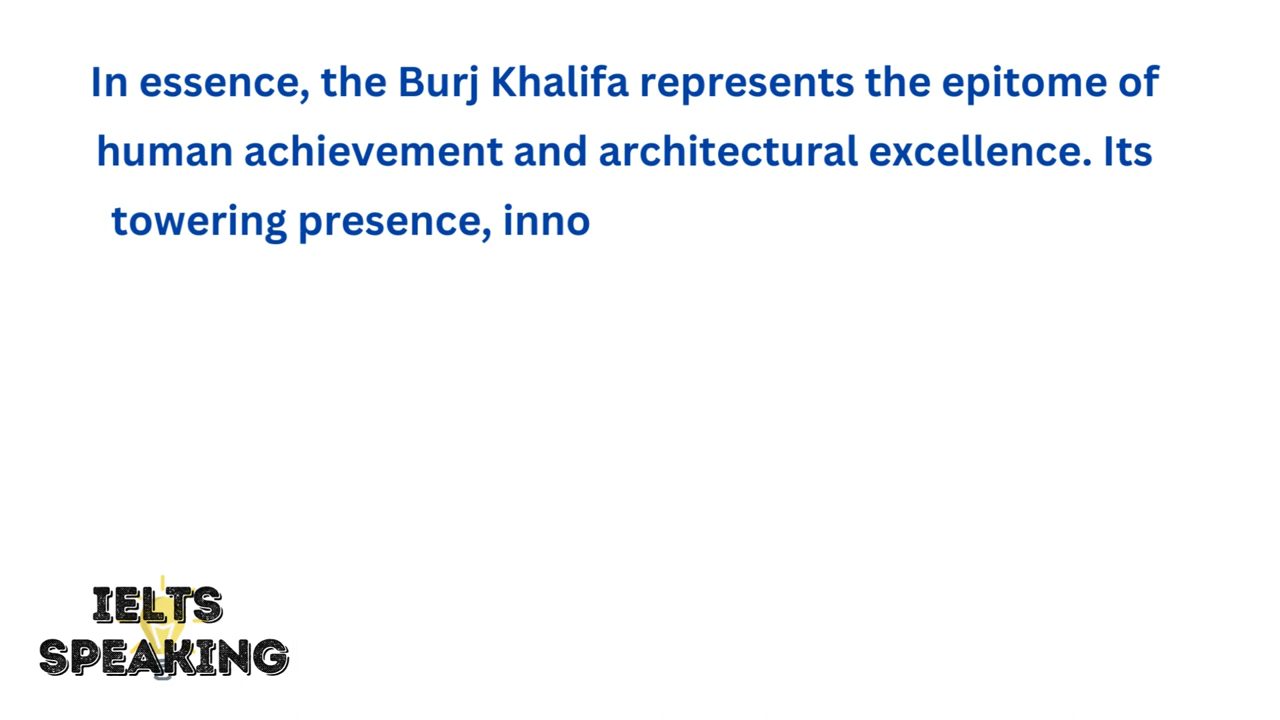 In essence, the Burj Khalifa represents the epitome of
human achievement and architectural excellence. Its
towering presence, inno
IELTS
SPEAKING